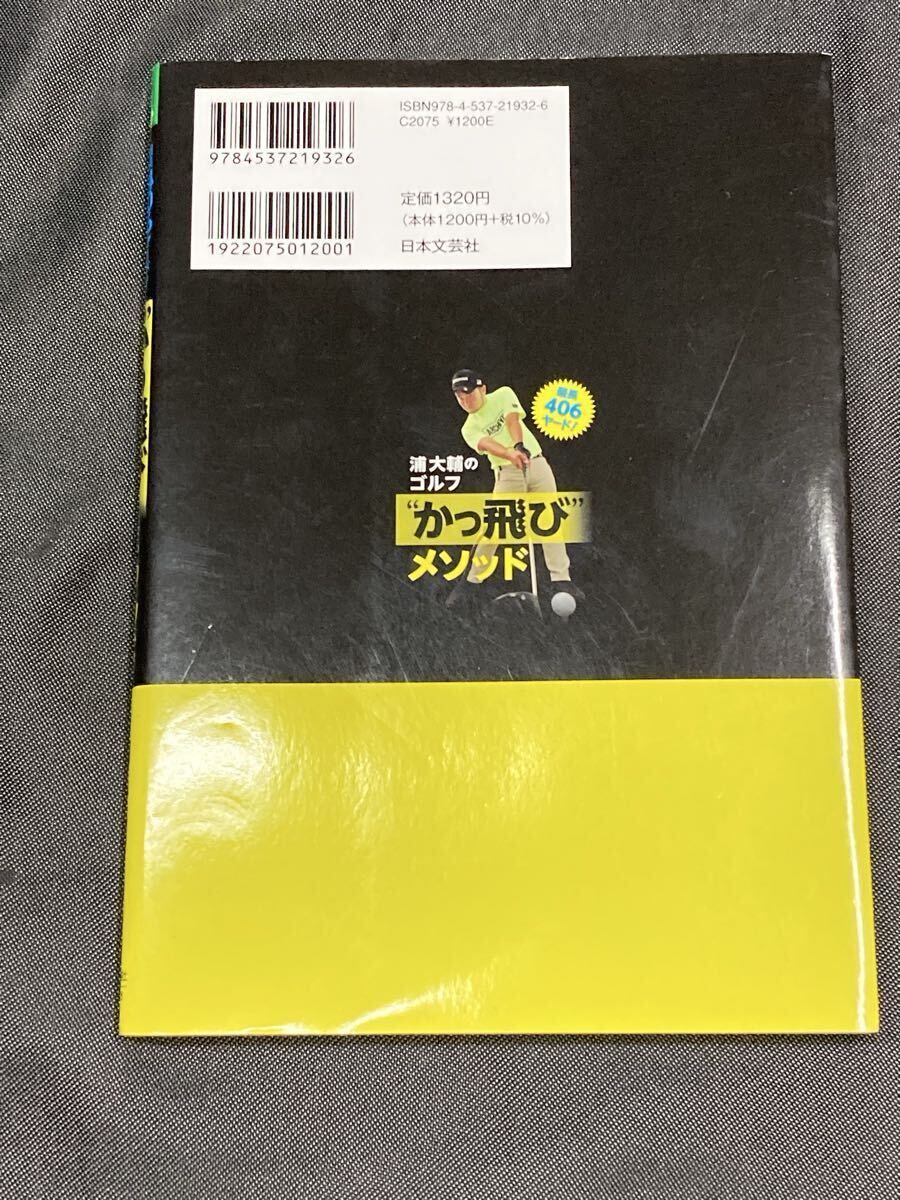 ISBN978-4-537-21932-6
C2075 ¥1200E
9784537219326
定価1320円
(本体1200円+税10%)
1922075012001
日本文芸社
最長
406
ヤード!
浦 大輔の
ゴルフ
“かっ飛び”
メソッド